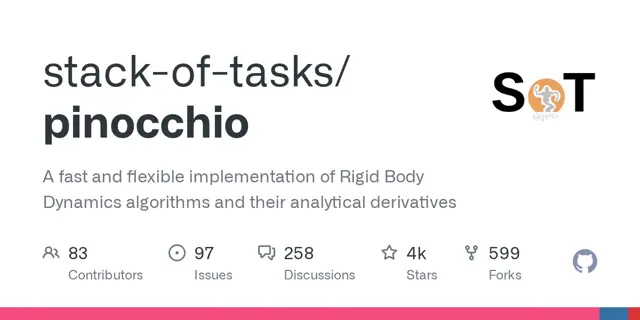 stack-of-tasks/
pinocchio
SOT
Gepetto
A fast and flexible implementation of Rigid Body
Dynamics algorithms and their analytical derivatives
83
Contributors
97
Issues
258
Discussions
4k
Stars
599
Forks